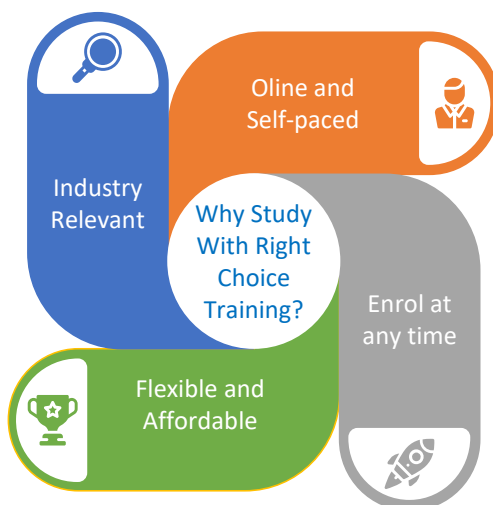 Oline and
Self-paced
Industry
Relevant
Why Study
With Right
Choice
Training?
Enrol at
any time
Flexible and
Affordable